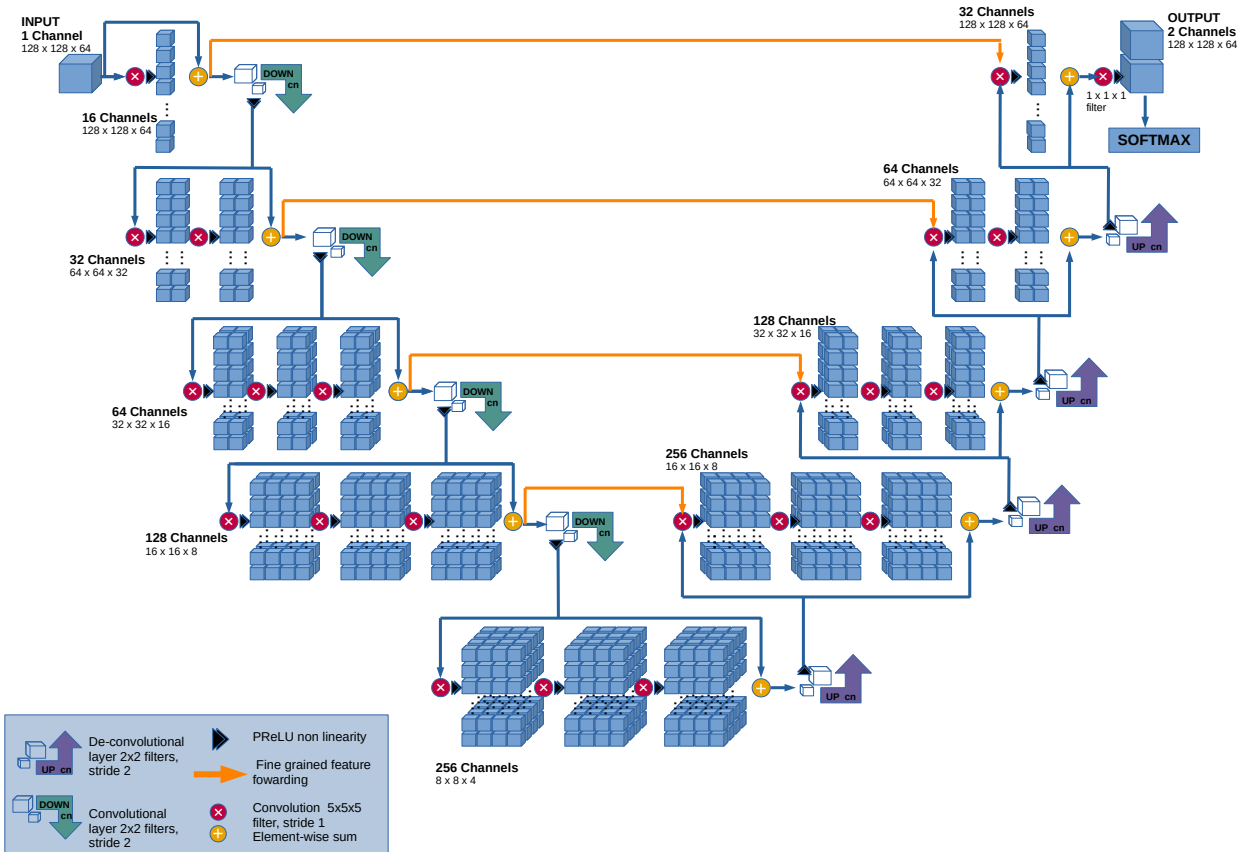 INPUT
1 Channel
128 x 128 x 64
16 Channels
128 x 128 x 64
DOWN
cn
32 Channels
128 x 128 x 64
OUTPUT
2 Channels
128 x 128 x 64
1 x 1 x 1
filter
SOFTMAX
32 Channels
64 x 64 x 32
DOWN
cn
64 Channels
64 x 64 x 32
UP cn
64 Channels
32 x 32 x 16
DOWN
cn
128 Channels
32 x 32 x 16
UP cn
128 Channels
16 x 16 x 8
DOWN
cn
256 Channels
16 x 16 x 8
UP cn
256 Channels
8 x 8 x 4
UP cn
UP cn
De-convolutional
layer 2x2 filters,
stride 2
DOWN
cn
Convolutional
layer 2x2 filters,
stride 2
PReLU non linearity
Fine grained feature
fowarding
Convolution 5x5x5
filter, stride 1
Element-wise sum